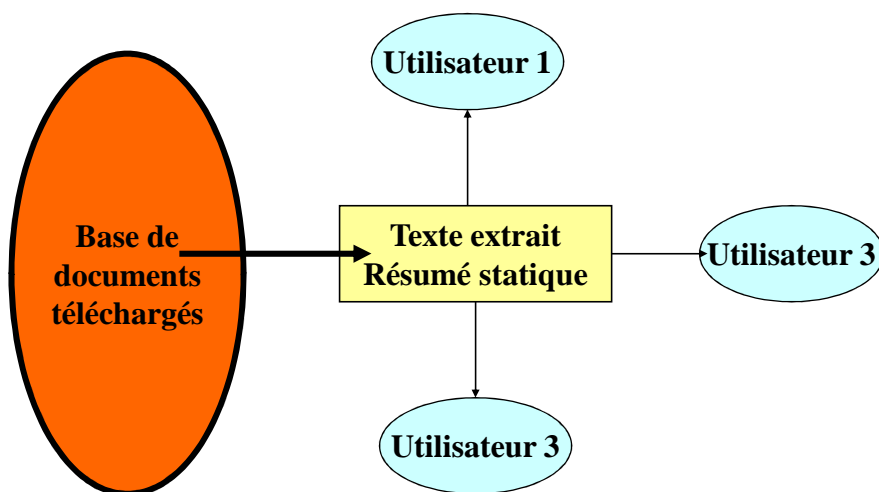 Utilisateur 1
Base de
documents
téléchargés
Texte extrait
Résumé statique
Utilisateur 3
Utilisateur 3